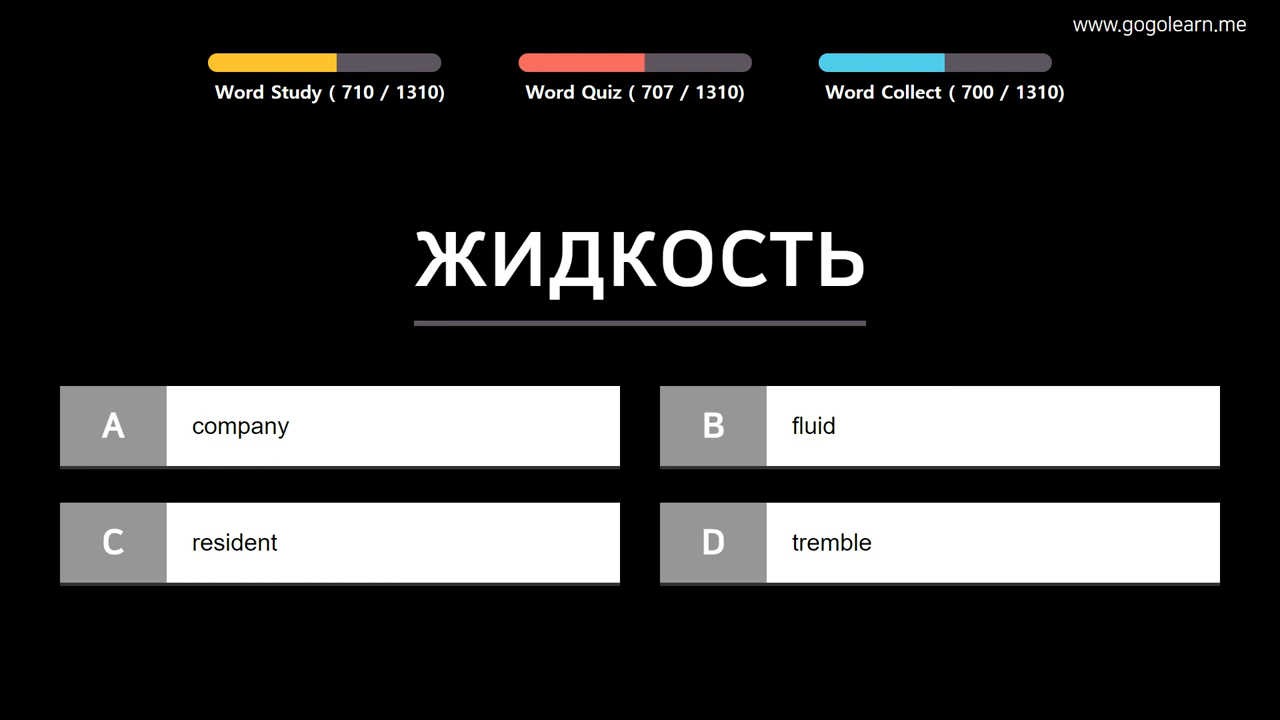 www.gogolearn.me
Word Study ( 710 / 1310)
Word Quiz ( 707 / 1310)
Word Collect ( 700 / 1310)
жидкость
A company
B fluid
C resident
D tremble